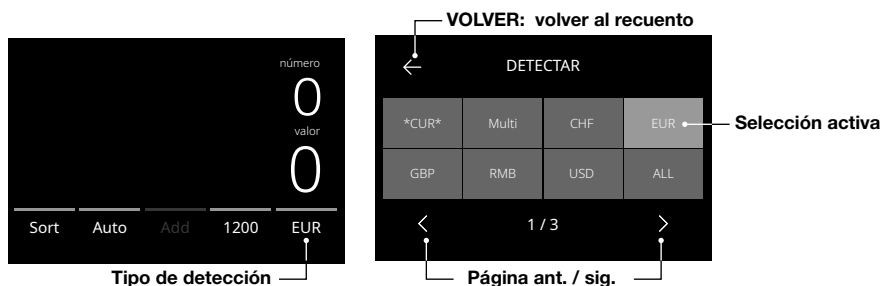 VOLVER: volver al recuento
número
0
valor
0
Sort Auto Add 1200 EUR
Tipo de detección
DETECTAR
*CUR* Multi CHF EUR
GBP RMB USD ALL
1 / 3
Selección activa
Página ant. / sig.